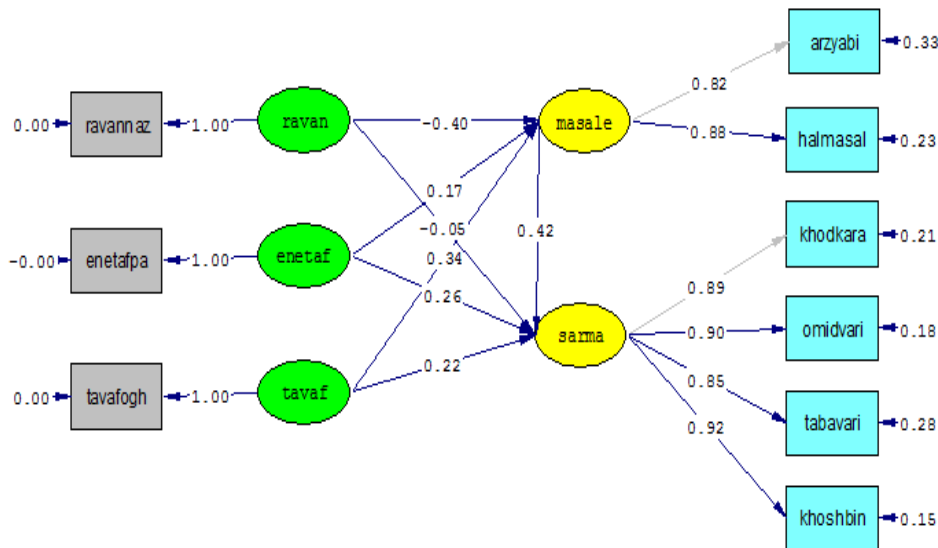 arzyabi
0.33
0.82
0.00
ravannaz
1.00
ravan
-0.40
masale
0.88
halmasal
0.23
0.17
-0.05
0.42
khodkara
0.21
-0.00
enetafpa
1.00
enetaf
0.34
0.26
0.89
sarma
0.90
omidvari
0.18
0.22
0.85
0.00
tavafogh
1.00
tavaf
0.92
tabavari
0.28
khoshbin
0.15